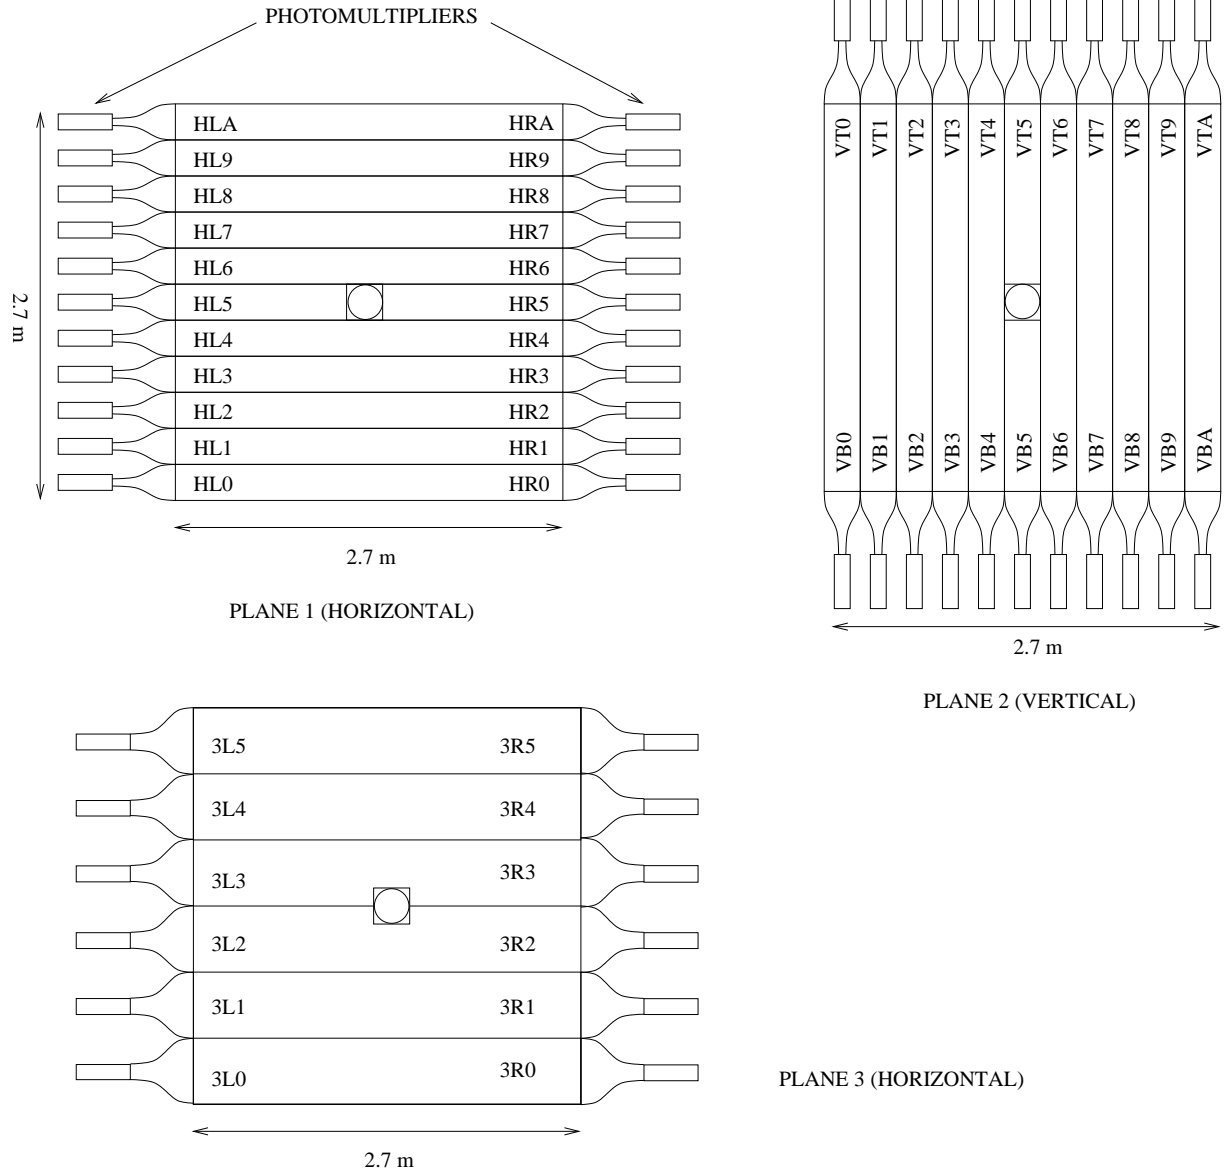 PHOTOMULTIPLIERS
HLA HRA
HL9 HR9
HL8 HR8
HL7 HR7
HL6 HR6
HL5 HR5
HL4 HR4
HL3 HR3
HL2 HR2
HL1 HR1
HL0 HR0
2.7 m
2.7 m
PLANE 1 (HORIZONTAL)
VT0 VT1 VT2 VT3 VT4 VT5 VT6 VT7 VT8 VT9 VTA
VB0 VB1 VB2 VB3 VB4 VB5 VB6 VB7 VB8 VB9 VBA
2.7 m
PLANE 2 (VERTICAL)
3L5 3R5
3L4 3R4
3L3 3R3
3L2 3R2
3L1 3R1
3L0 3R0
2.7 m
PLANE 3 (HORIZONTAL)